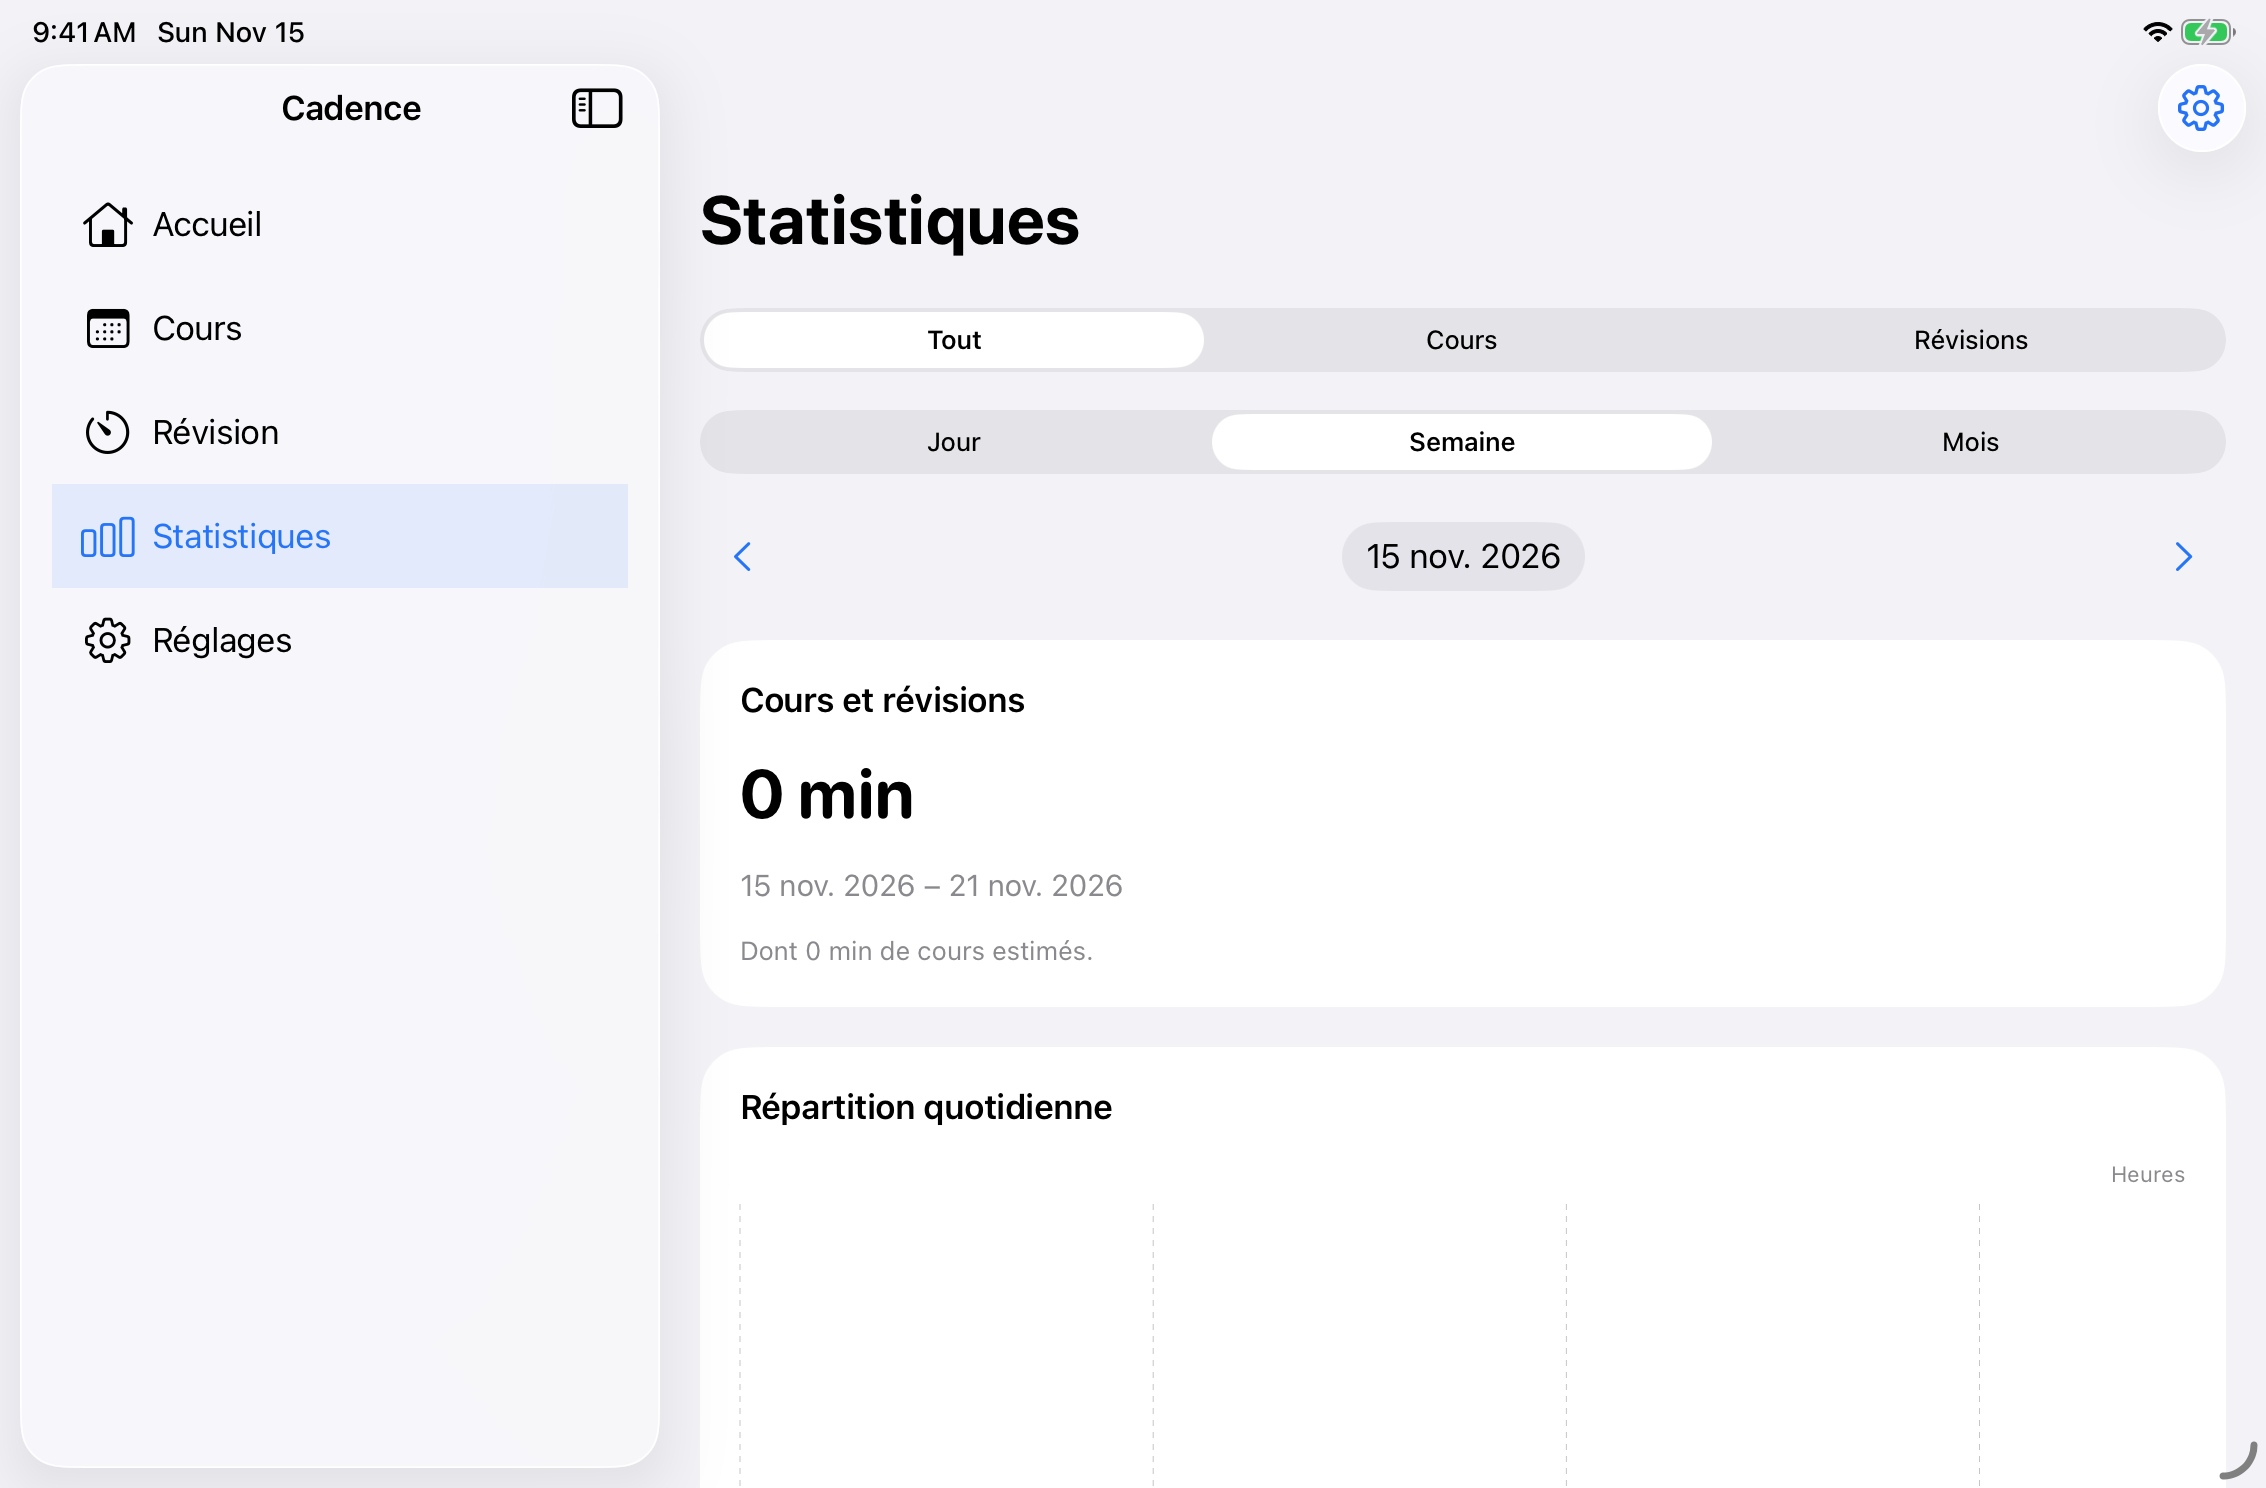 9:41 AM Sun Nov 15
Cadence
Accueil
Cours
Révision
Statistiques
Réglages
Statistiques
Tout Cours Révisions
Jour Semaine Mois
15 nov. 2026
Cours et révisions
0 min
15 nov. 2026 – 21 nov. 2026
Dont 0 min de cours estimés.
Répartition quotidienne
Heures